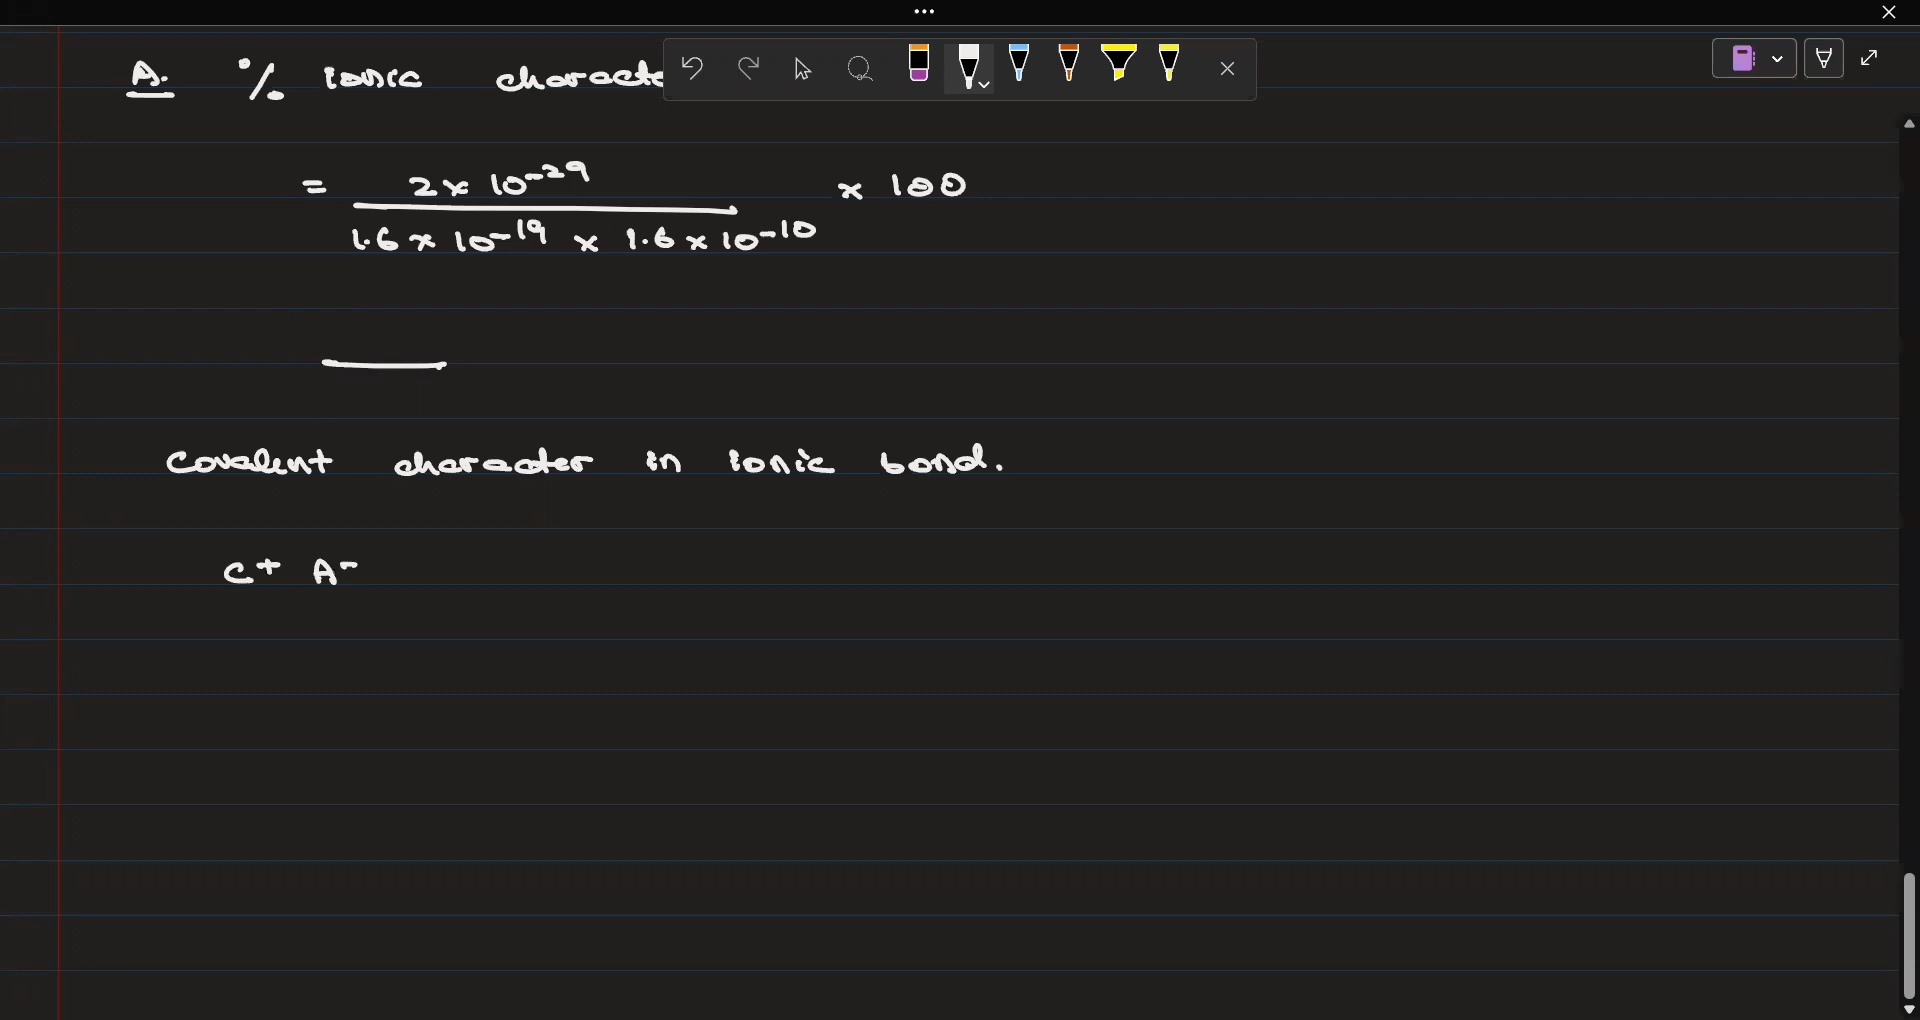 A. % ionic characte
= 2 x 10-29 x 100
1.6 x 10-19 x 1.6 x 10-10
Covalent character in ionic bond.
C+ A-